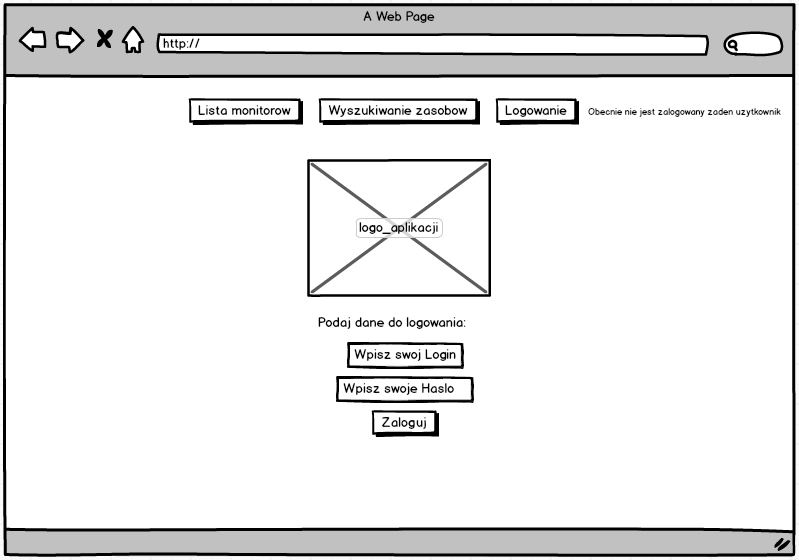 A Web Page
http://
Lista monitorow
Wyszukiwanie zasobow
Logowanie
Obecnie nie jest zalogowany zaden uzytkownik
logo_aplikacji
Podaj dane do logowania:
Wpisz swoj Login
Wpisz swoje Haslo
Zaloguj